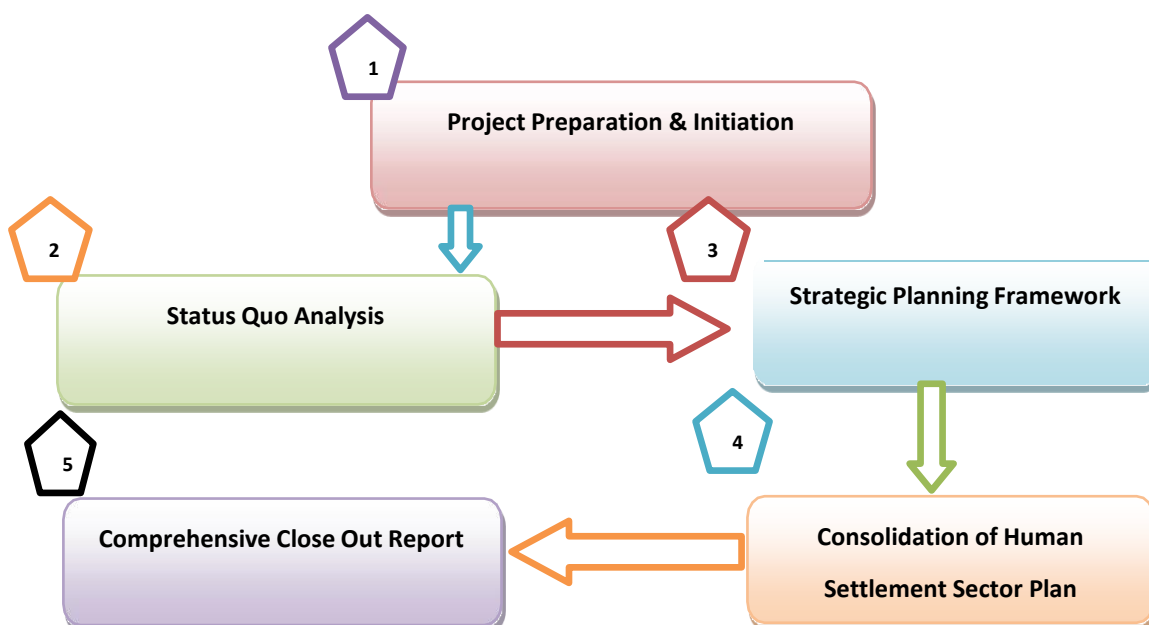 1
Project Preparation & Initiation
2
Status Quo Analysis
3
Strategic Planning Framework
4
Consolidation of Human
Settlement Sector Plan
5
Comprehensive Close Out Report